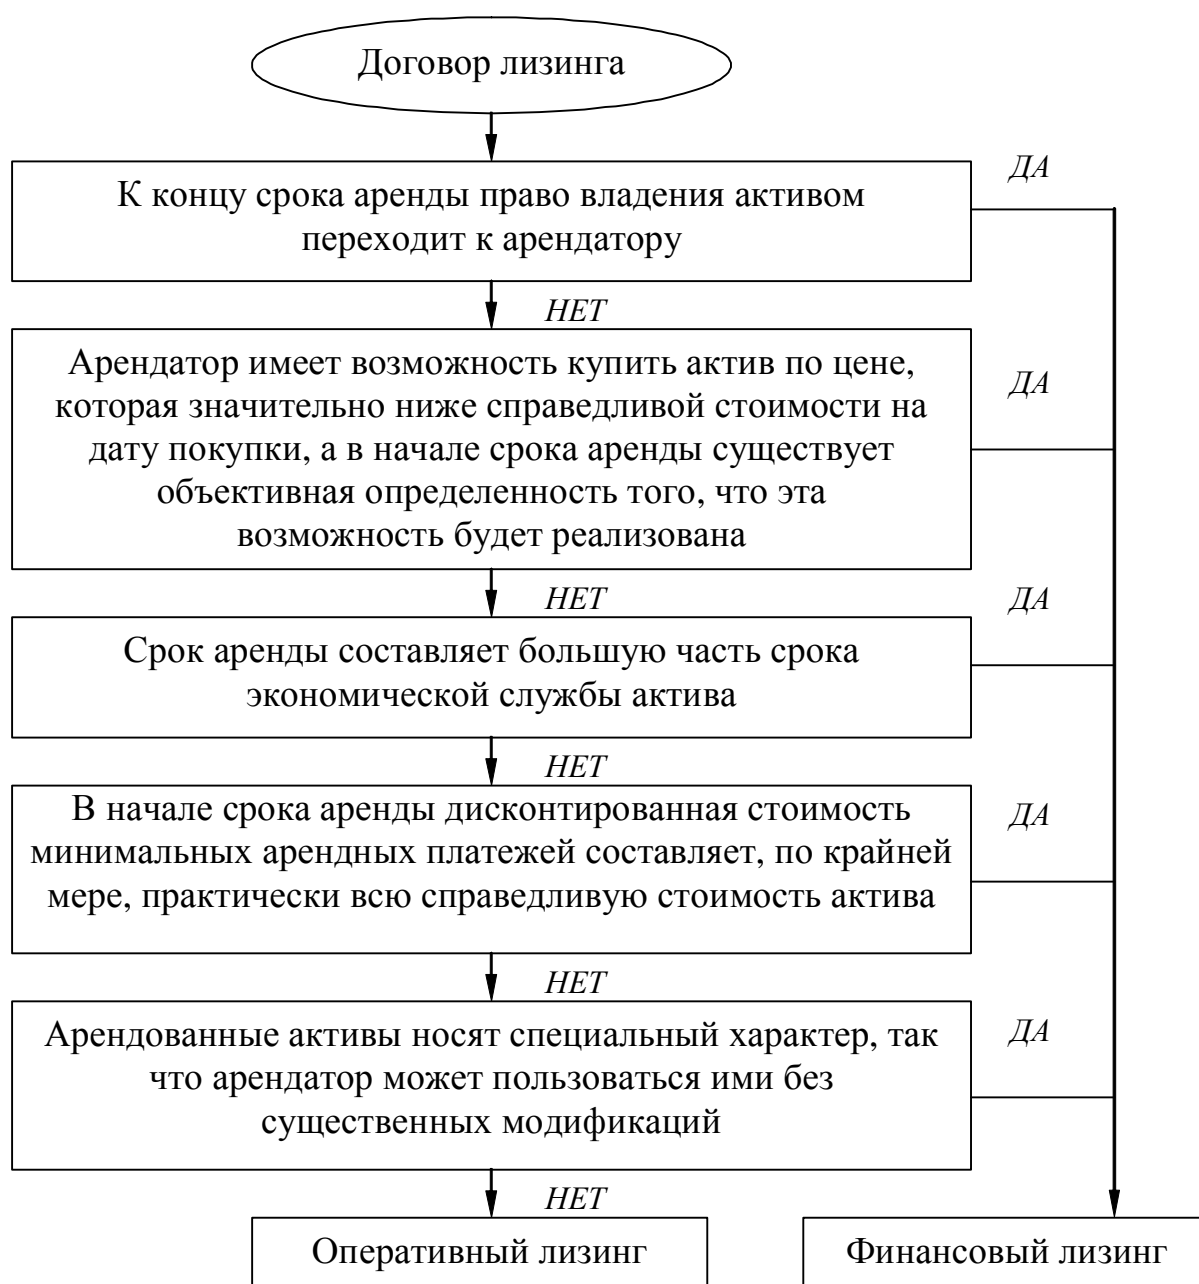 Договор лизинга
К концу срока аренды право владения активом
переходит к арендатору
ДА
НЕТ
Арендатор имеет возможность купить актив по цене,
которая значительно ниже справедливой стоимости на
дату покупки, а в начале срока аренды существует
объективная определенность того, что эта
возможность будет реализована
ДА
НЕТ
Срок аренды составляет большую часть срока
экономической службы актива
ДА
НЕТ
В начале срока аренды дисконтированная стоимость
минимальных арендных платежей составляет, по крайней
мере, практически всю справедливую стоимость актива
ДА
НЕТ
Арендованные активы носят специальный характер, так
что арендатор может пользоваться ими без
существенных модификаций
ДА
НЕТ
Оперативный лизинг
Финансовый лизинг